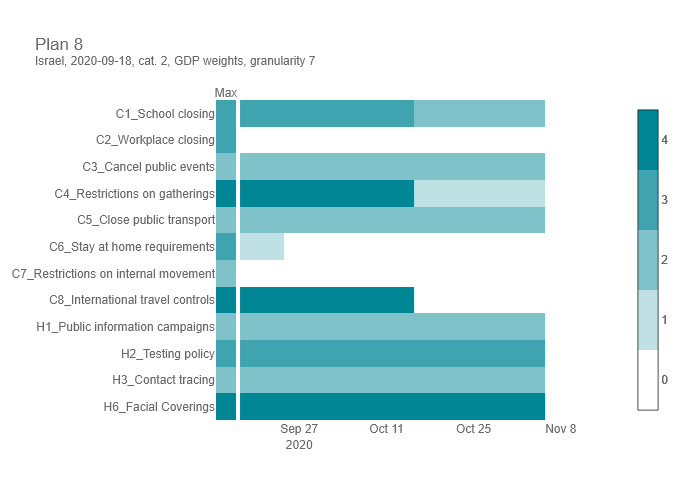 Plan 8
Israel, 2020-09-18, cat. 2, GDP weights, granularity 7
Max
C1_School closing
C2_Workplace closing
C3_Cancel public events
C4_Restrictions on gatherings
C5_Close public transport
C6_Stay at home requirements
C7_Restrictions on internal movement
C8_International travel controls
H1_Public information campaigns
H2_Testing policy
H3_Contact tracing
H6_Facial Coverings
Sep 27 Oct 11 Oct 25 Nov 8
2020
4
3
2
1
0